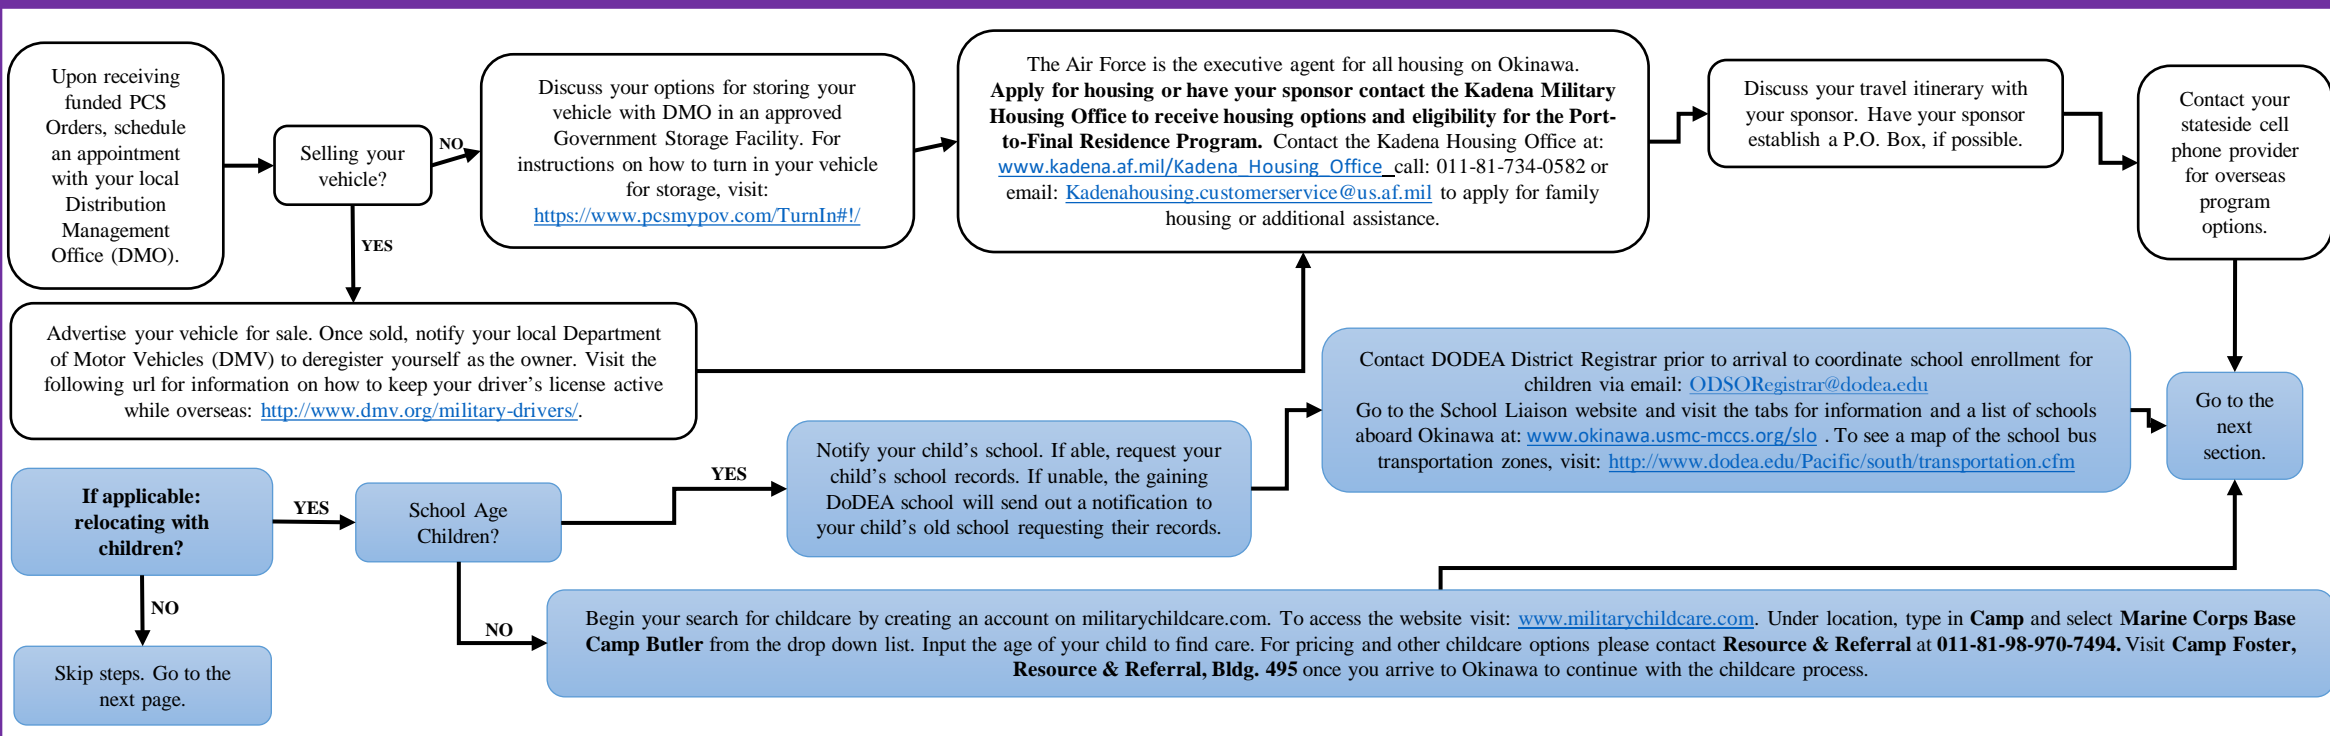 Upon receiving
funded PCS
Orders, schedule
an appointment
with your local
Distribution
Management
Office (DMO).
Selling your
vehicle?
NO
YES
Discuss your options for storing your
vehicle with DMO in an approved
Government Storage Facility. For
instructions on how to turn in your vehicle
for storage, visit:
https://www.pcsmypov.com/TurnIn#!/
The Air Force is the executive agent for all housing on Okinawa.
Apply for housing or have your sponsor contact the Kadena Military
Housing Office to receive housing options and eligibility for the Port-
to-Final Residence Program. Contact the Kadena Housing Office at:
www.kadena.af.mil/Kadena_Housing_Office call: 011-81-734-0582 or
email: Kadenahousing.customerservice@us.af.mil to apply for family
housing or additional assistance.
Discuss your travel itinerary with
your sponsor. Have your sponsor
establish a P.O. Box, if possible.
Contact your
stateside cell
phone provider
for overseas
program
options.
Advertise your vehicle for sale. Once sold, notify your local Department
of Motor Vehicles (DMV) to deregister yourself as the owner. Visit the
following url for information on how to keep your driver's license active
while overseas: http://www.dmv.org/military-drivers/.
If applicable:
relocating with
children?
YES
NO
Skip steps. Go to the
next page.
School Age
Children?
YES
NO
Notify your child's school. If able, request your
child's school records. If unable, the gaining
DoDEA school will send out a notification to
your child's old school requesting their records.
Contact DODEA District Registrar prior to arrival to coordinate school enrollment for
children via email: ODSORegistrar@dodea.edu
Go to the School Liaison website and visit the tabs for information and a list of schools
aboard Okinawa at: www.okinawa.usmc-mccs.org/slo . To see a map of the school bus
transportation zones, visit: http://www.dodea.edu/Pacific/south/transportation.cfm
Go to the
next
section.
Begin your search for childcare by creating an account on militarychildcare.com. To access the website visit: www.militarychildcare.com. Under location, type in Camp and select Marine Corps Base
Camp Butler from the drop down list. Input the age of your child to find care. For pricing and other childcare options please contact Resource & Referral at 011-81-98-970-7494. Visit Camp Foster,
Resource & Referral, Bldg. 495 once you arrive to Okinawa to continue with the childcare process.